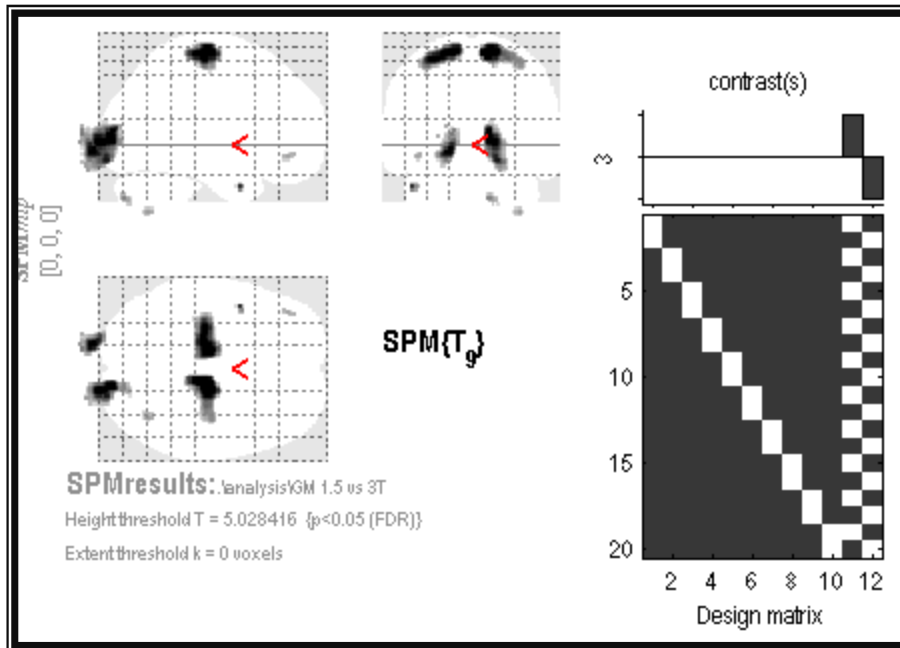 contrast(s)
3
SPMmip
[0, 0, 0]
SPM{T9}
5
10
15
20
2 4 6 8 10 12
Design matrix
SPMresults: .\analysis\GM 1.5 vs 3T
Height threshold T = 5.028416 {p<0.05 (FDR)}
Extent threshold k = 0 voxels